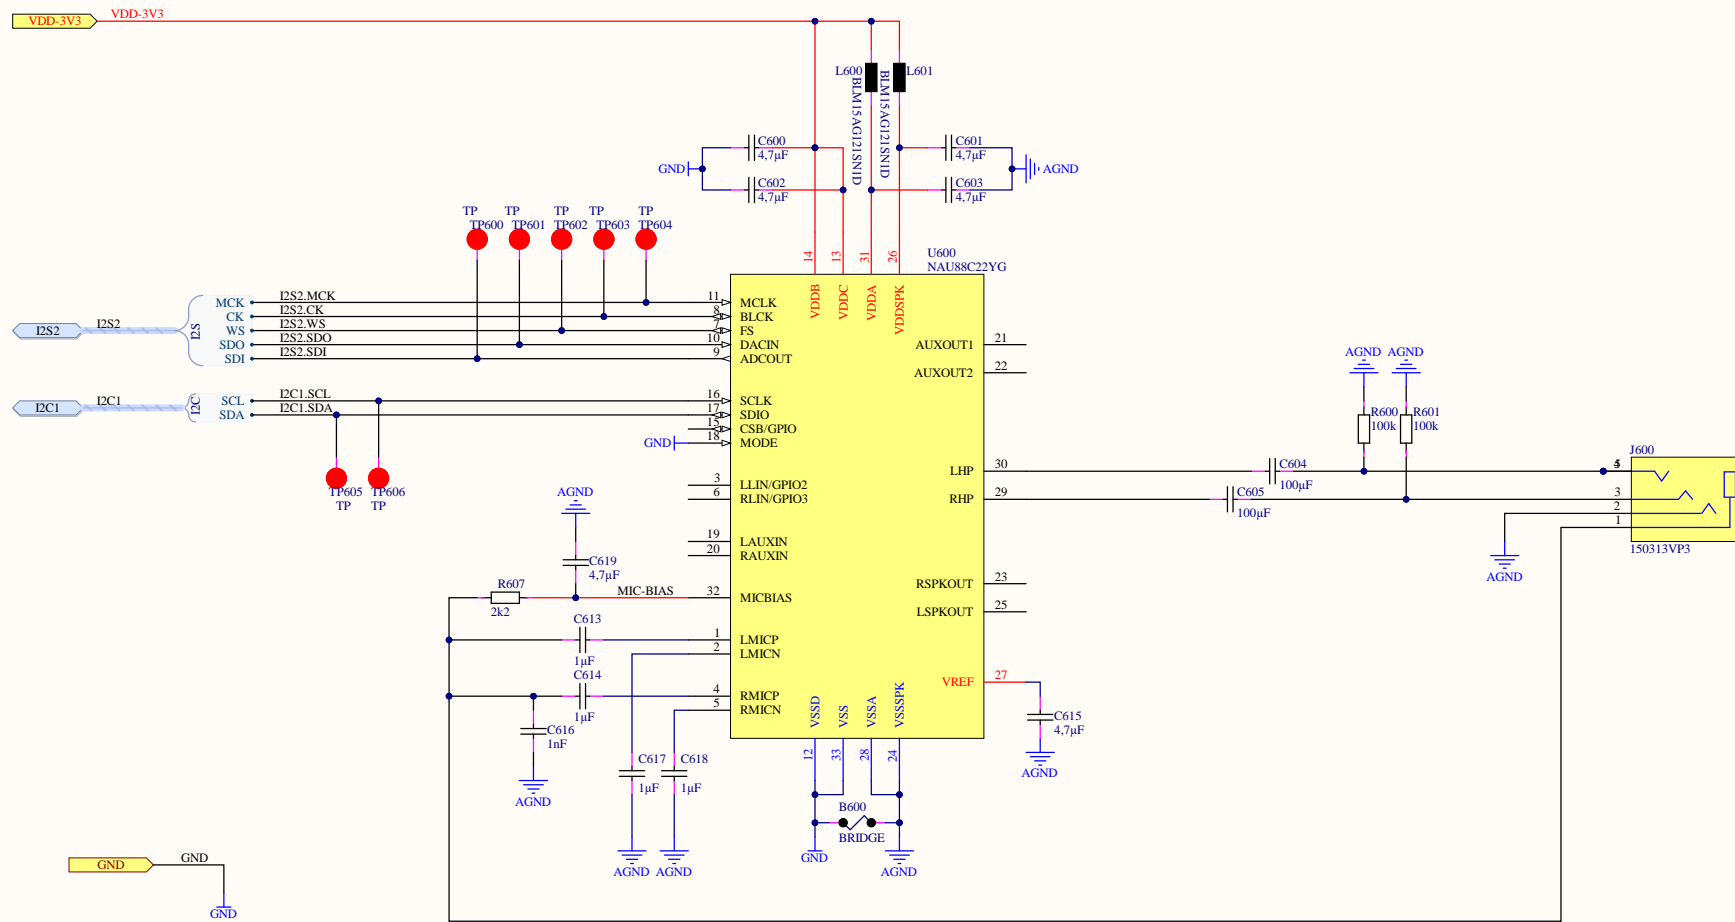 VDD-3V3 VDD-3V3
L600 L601
BLM15AG121SN1D BLM15AG121SN1D
C600 C601
4,7µF 4,7µF
GND AGND
C602 C603
4,7µF 4,7µF
TP TP TP TP TP
TP600 TP601 TP602 TP603 TP604
14 13 31 26
U600
NAU88C22YG
VDDB VDDC VDDA VDDSPK
I2S2 I2S2 I2S
MCK I2S2.MCK 11 MCLK
CK I2S2.CK 8 BLCK
WS I2S2.WS 7 FS
SDO I2S2.SDO 10 DACIN
SDI I2S2.SDI 9 ADCOUT
AUXOUT1 21
AUXOUT2 22
I2C1 I2C1 I2C
SCL I2C1.SCL 16 SCLK
SDA I2C1.SDA 17 SDIO
15 CSB/GPIO
GND 18 MODE
TP605 TP606
TP TP
3 LLIN/GPIO2
6 RLIN/GPIO3
AGND AGND
R600 R601
100k 100k
J600
LHP 30 C604
100µF
RHP 29 C605
100µF
4
3
2
1
150313VP3
AGND
AGND
19 LAUXIN
20 RAUXIN
C619
4,7µF
R607
2k2
MIC-BIAS 32 MICBIAS
RSPKOUT 23
LSPKOUT 25
C613
1µF
1 LMICP
2 LMICN
C614
1µF
4 RMICP
5 RMICN
C616
1nF
AGND
C617 C618
1µF 1µF
AGND AGND
VREF 27
C615
4,7µF
AGND
VSSD VSS VSSA VSSSPK
12 33 28 24
B600
BRIDGE
GND AGND
GND GND
GND